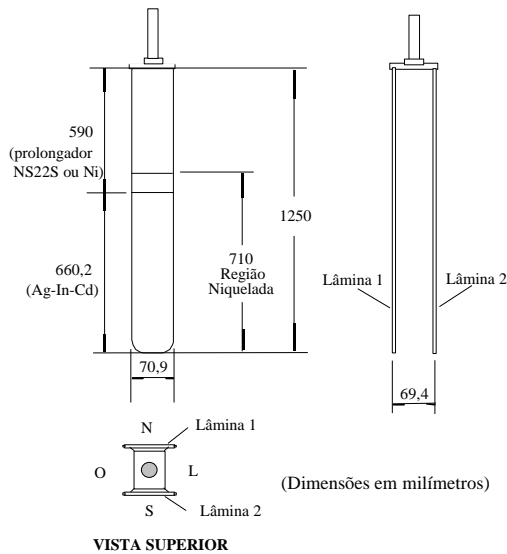 590
(prolongador
NS22S ou Ni)
660,2
(Ag-In-Cd)
710
Região
Niquelada
1250
70,9
Lâmina 1
Lâmina 2
69,4
N
Lâmina 1
O
L
S
Lâmina 2
(Dimensões em milímetros)
VISTA SUPERIOR